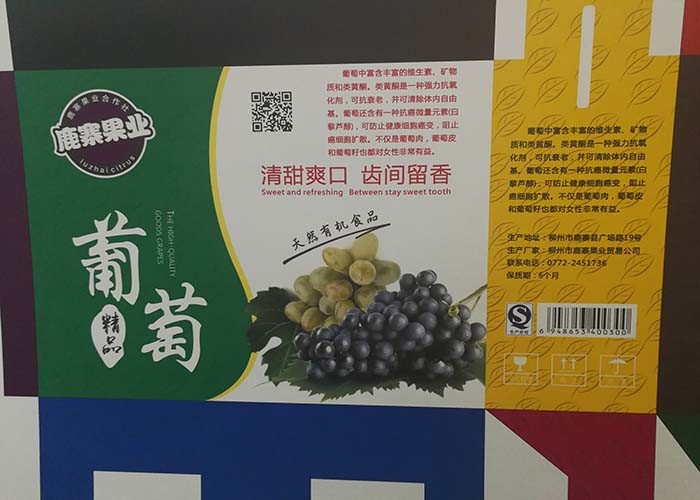 鹿寨果业合作社
鹿寨果业
luzhai citrus
葡萄
精品
THE HIGH-QUALITY
GOODS GRAPES
葡萄中富含丰富的维生素、矿物
质和类黄酮。类黄酮是一种强力抗氧
化剂，可抗衰老，并可清除体内自由
基。葡萄还含有一种抗癌微量元素(白
藜芦醇)，可防止健康细胞癌变，阻止
癌细胞扩散。不仅是葡萄肉，葡萄皮
和葡萄籽也都对女性非常有益。
清甜爽口 齿间留香
Sweet and refreshing Between stay sweet tooth
天然有机食品
葡萄中富含丰富的维生素、矿物
质和类黄酮。类黄酮是一种强力抗氧
化剂，可抗衰老，并可清除体内自由
基。葡萄还含有一种抗癌微量元素(白
藜芦醇)，可防止健康细胞癌变，阻止
癌细胞扩散。不仅是葡萄肉，葡萄皮
和葡萄籽也都对女性非常有益。
生产地址：柳州市鹿寨县广场路19号
生产厂家：柳州市鹿寨果业贸易公司
联系电话：0772-2451736
保质期：6个月
生产许可
6 948653 400300